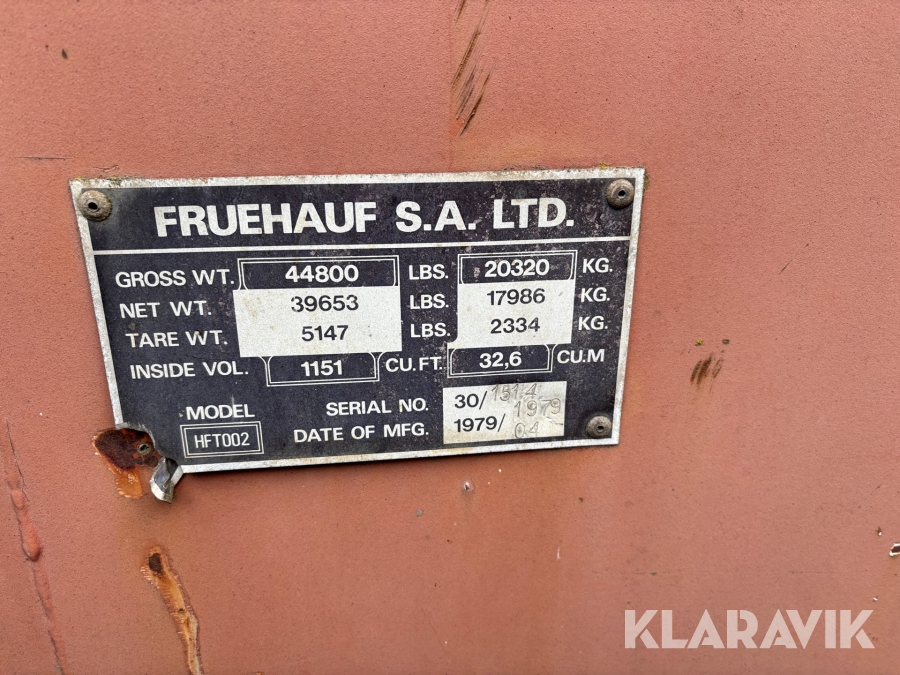 FRUEHAUF S.A. LTD.
GROSS WT. 44800 LBS. 20320 KG.
NET WT. 39653 LBS. 17986 KG.
TARE WT. 5147 LBS. 2334 KG.
INSIDE VOL. 1151 CU.FT. 32,6 CU.M
MODEL SERIAL NO. 30/1514 1979
HFT002 DATE OF MFG. 1979/04
KLARAVIK